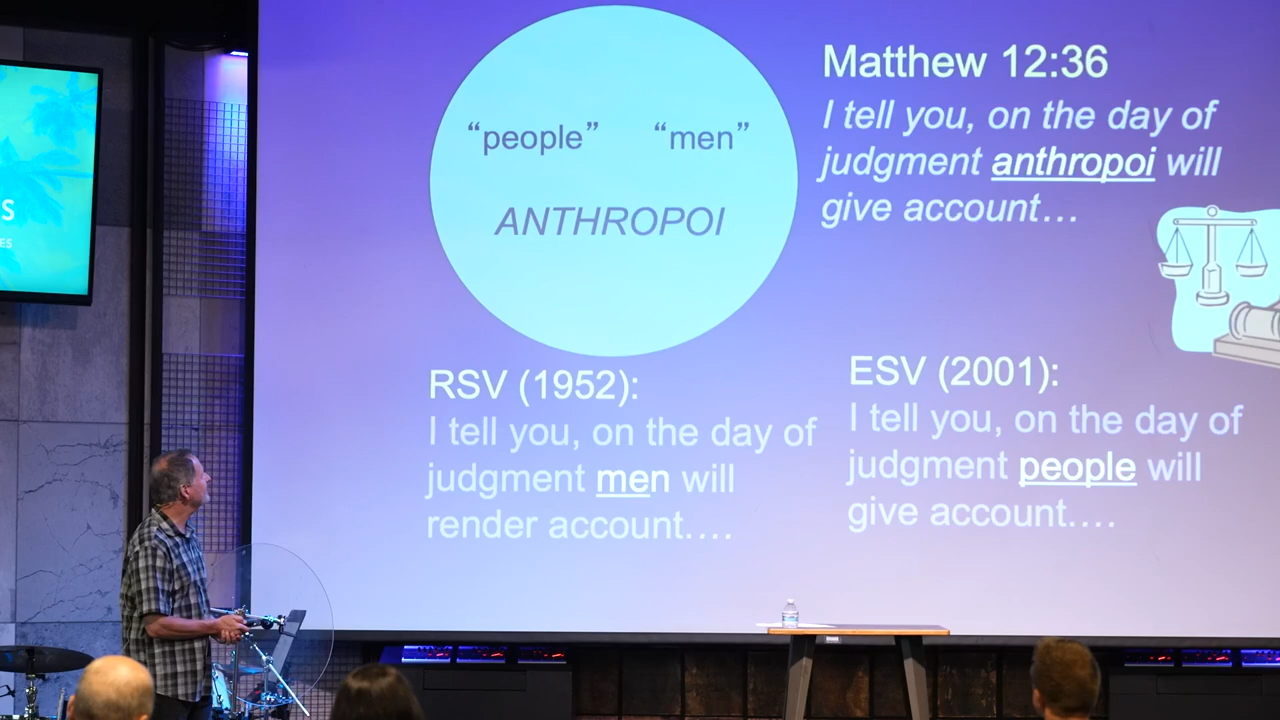 “people” “men”
ANTHROPOI
Matthew 12:36
I tell you, on the day of
judgment anthropoi will
give account…
RSV (1952):
I tell you, on the day of
judgment men will
render account….
ESV (2001):
I tell you, on the day of
judgment people will
give account….
S
ES